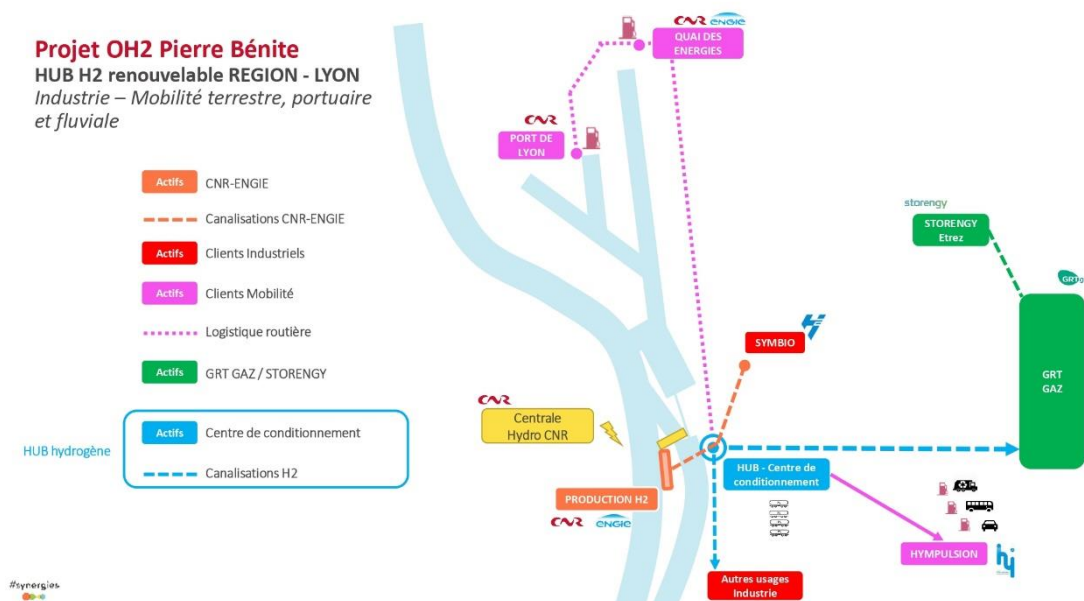 Projet OH2 Pierre Bénite
HUB H2 renouvelable REGION - LYON
Industrie – Mobilité terrestre, portuaire
et fluviale
Actifs CNR-ENGIE
Canalisations CNR-ENGIE
Actifs Clients Industriels
Actifs Clients Mobilité
Logistique routière
Actifs GRT GAZ / STORENGY
HUB hydrogène
Actifs Centre de conditionnement
Canalisations H2
CNR ENGIE
QUAI DES
ENERGIES
CNR
PORT DE
LYON
storengy
STORENGY
Etrez
GRTg
GRT
GAZ
SYMBIO
CNR
Centrale
Hydro CNR
HUB - Centre de
conditionnement
PRODUCTION H2
CNR ENGIE
HYMPULSION
hy
Autres usages
Industrie
#synergies